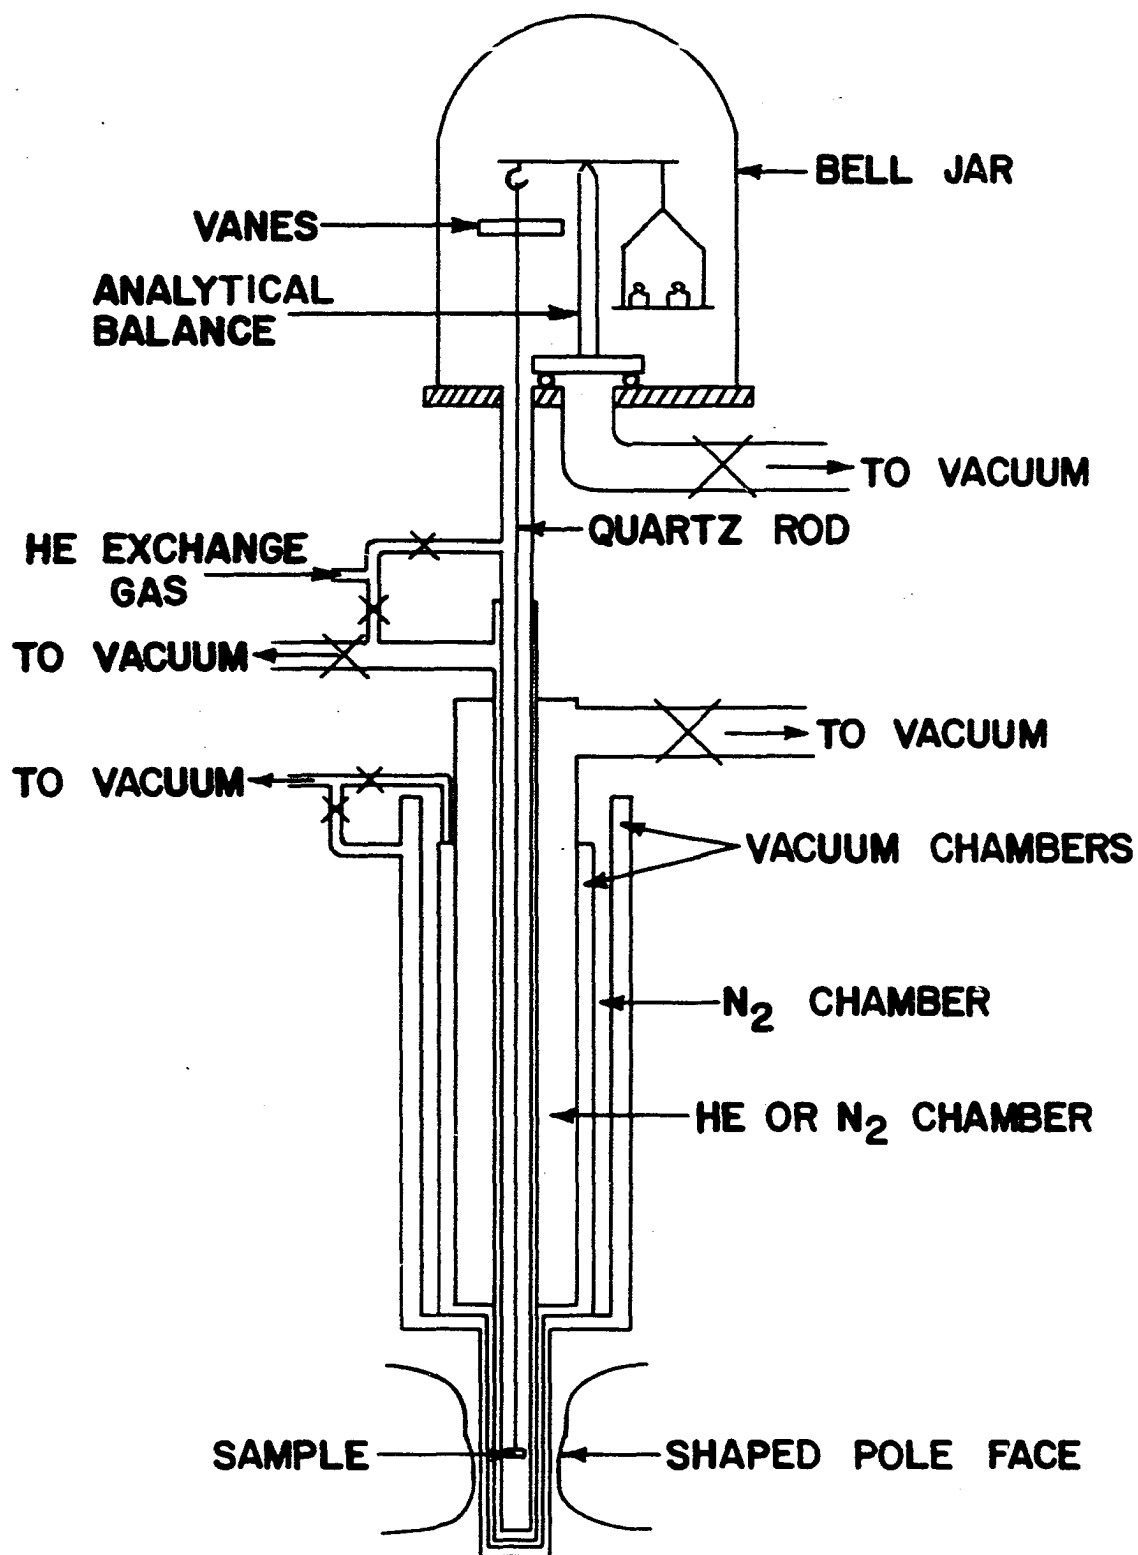 BELL JAR
VANES
ANALYTICAL
BALANCE
TO VACUUM
QUARTZ ROD
HE EXCHANGE
GAS
TO VACUUM
TO VACUUM
TO VACUUM
VACUUM CHAMBERS
N2 CHAMBER
HE OR N2 CHAMBER
SAMPLE
SHAPED POLE FACE